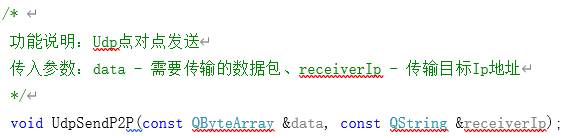 /*
功能说明：Udp点对点发送
传入参数：data - 需要传输的数据包、receiverIp - 传输目标Ip地址
*/
void UdpSendP2P(const QByteArray &data, const QString &receiverIp);